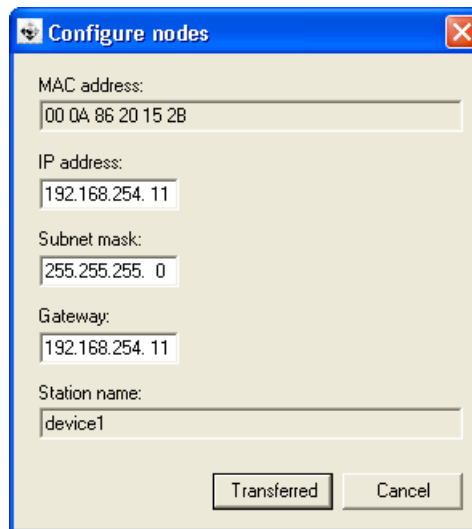 Configure nodes
MAC address:
00 0A 86 20 15 2B
IP address:
192.168.254. 11
Subnet mask:
255.255.255. 0
Gateway:
192.168.254. 11
Station name:
device1
Transferred Cancel